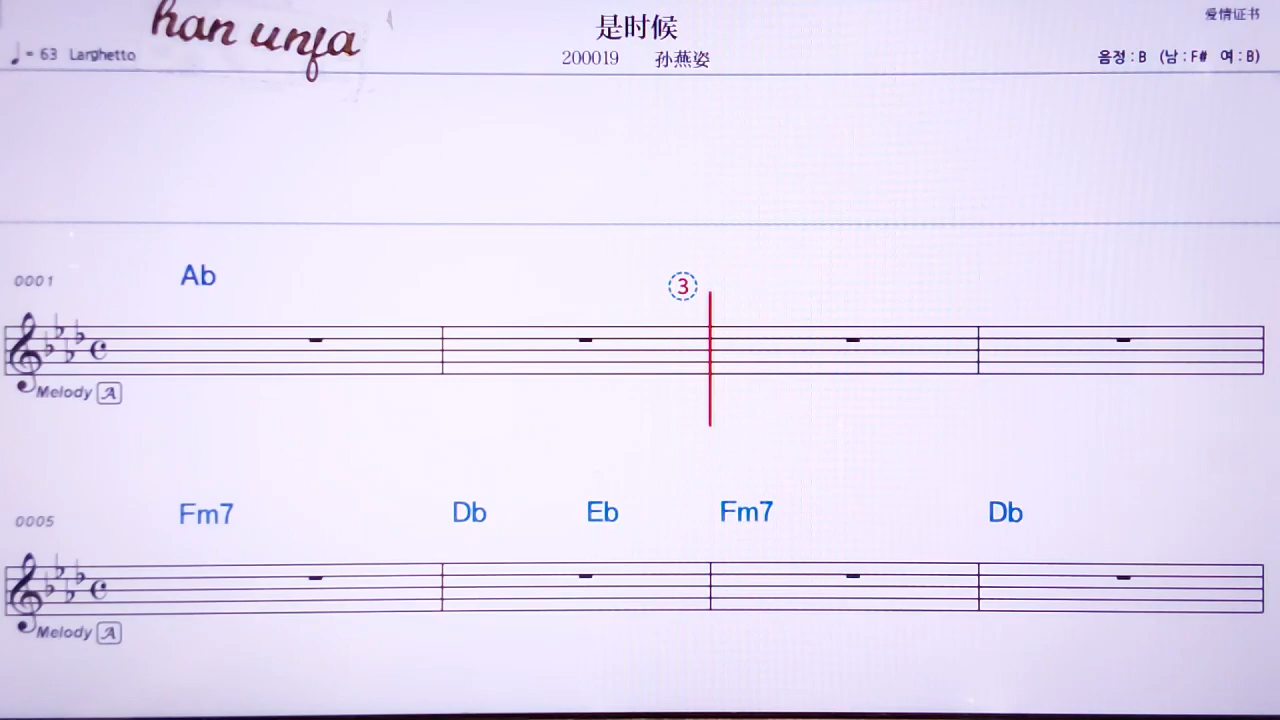 han unja
是时候
爱情证书
♩= 63 Larghetto
200019 孙燕姿
음정 : B (남 : F# 여 : B)
0001 Ab
3
Melody A
0005 Fm7 Db Eb Fm7 Db
Melody A